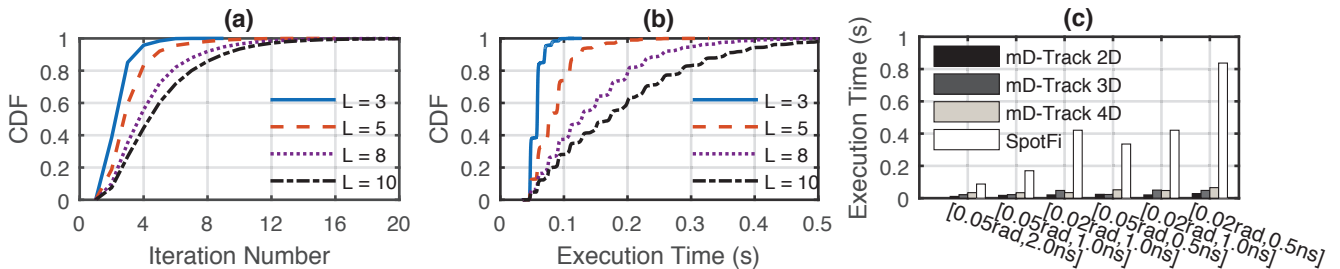 (a)
CDF
1
0.8
0.6
0.4
0.2
0
L = 3
L = 5
L = 8
L = 10
0
4
8
12
16
20
Iteration Number
(b)
CDF
1
0.8
0.6
0.4
0.2
0
L = 3
L = 5
L = 8
L = 10
0
0.1
0.2
0.3
0.4
0.5
Execution Time (s)
(c)
Execution Time (s)
1
0.8
0.6
0.4
0.2
0
mD-Track 2D
mD-Track 3D
mD-Track 4D
SpotFi
[0.05rad,2.0ns]
[0.05rad,1.0ns]
[0.02rad,1.0ns]
[0.05rad,0.5ns]
[0.02rad,1.0ns]
[0.02rad,0.5ns]